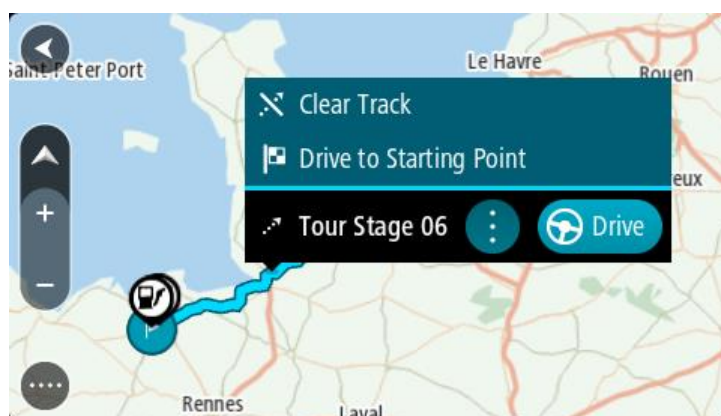 Le Havre
Saint Peter Port
Rouen
Clear Track
Drive to Starting Point
eux
Tour Stage 06
Drive
+
-
Rennes
Laval